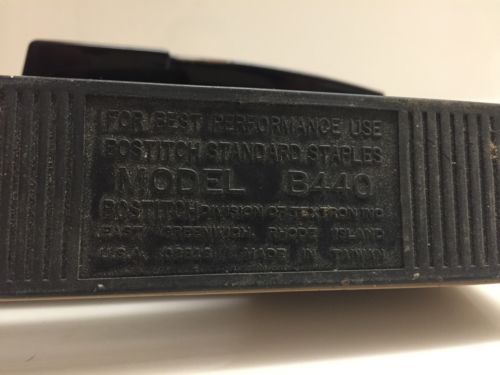 FOR BEST PERFORMANCE USE
BOSTITCH STANDARD STAPLES
MODEL B440
BOSTITCH DIVISION OF TEXTRON INC
EAST GREENWICH, RHODE ISLAND
U.S.A. 02818 MADE IN TAIWAN